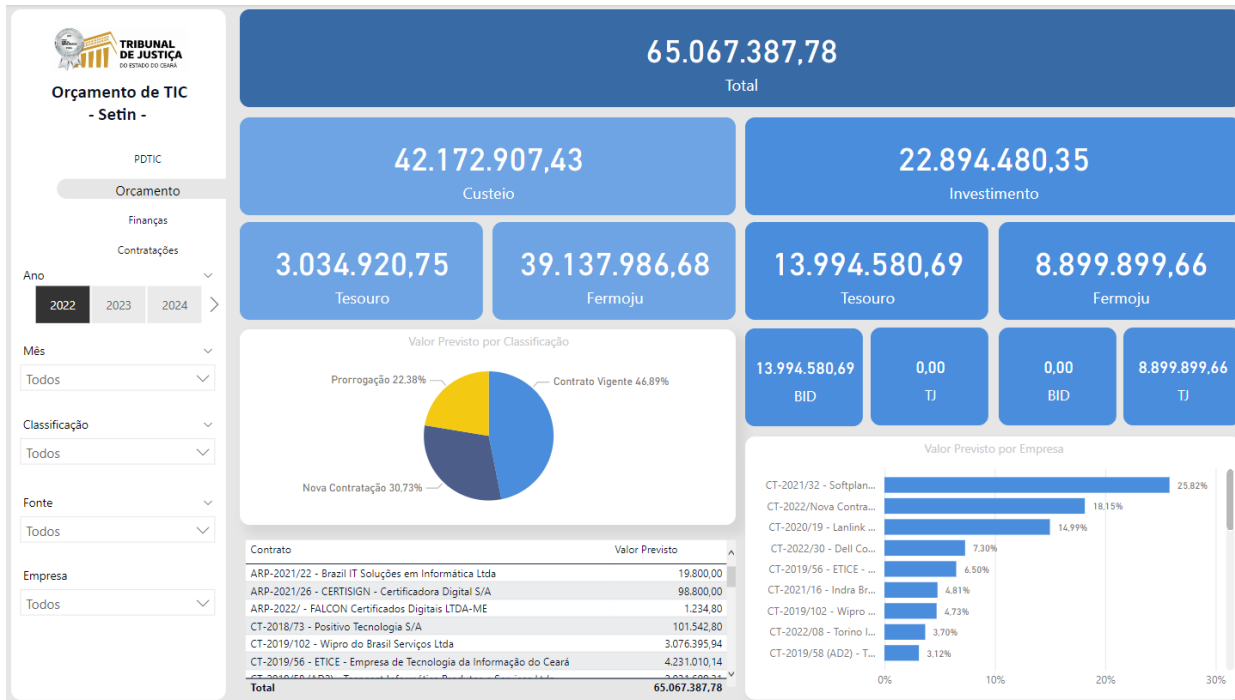 TRIBUNAL
DE JUSTIÇA
DO ESTADO DO CEARÁ
Orçamento de TIC
- Setin -
PDTIC
Orcamento
Finanças
Contratações
Ano
2022
2023
2024
Mês
Todos
Classificação
Todos
Fonte
Todos
Empresa
Todos
65.067.387,78
Total
42.172.907,43
Custeio
22.894.480,35
Investimento
3.034.920,75
Tesouro
39.137.986,68
Fermoju
13.994.580,69
Tesouro
8.899.899,66
Fermoju
13.994.580,69
BID
0,00
TJ
0,00
BID
8.899.899,66
TJ
Valor Previsto por Classificação
Prorrogação 22,38%
Contrato Vigente 46,89%
Nova Contratação 30,73%
Contrato Valor Previsto
ARP-2021/22 - Brazil IT Soluções em Informática Ltda 19.800,00
ARP-2021/26 - CERTISIGN - Certificadora Digital S/A 98.800,00
ARP-2022/ - FALCON Certificados Digitais LTDA-ME 1.234,80
CT-2018/73 - Positivo Tecnologia S/A 101.542,80
CT-2019/102 - Wipro do Brasil Serviços Ltda 3.076.395,94
CT-2019/56 - ETICE - Empresa de Tecnologia da Informação do Ceará 4.231.010,14
Total 65.067.387,78
Valor Previsto por Empresa
CT-2021/32 - Softplan... 25.82%
CT-2022/Nova Contra... 18,15%
CT-2020/19 - Lanlink ... 14,99%
CT-2022/30 - Dell Co... 7.30%
CT-2019/56 - ETICE - ... 6.50%
CT-2021/16 - Indra Br... 4,81%
CT-2019/102 - Wipro ... 4.73%
CT-2022/08 - Torino I... 3,70%
CT-2019/58 (AD2) - T... 3.12%
0%
10%
20%
30%